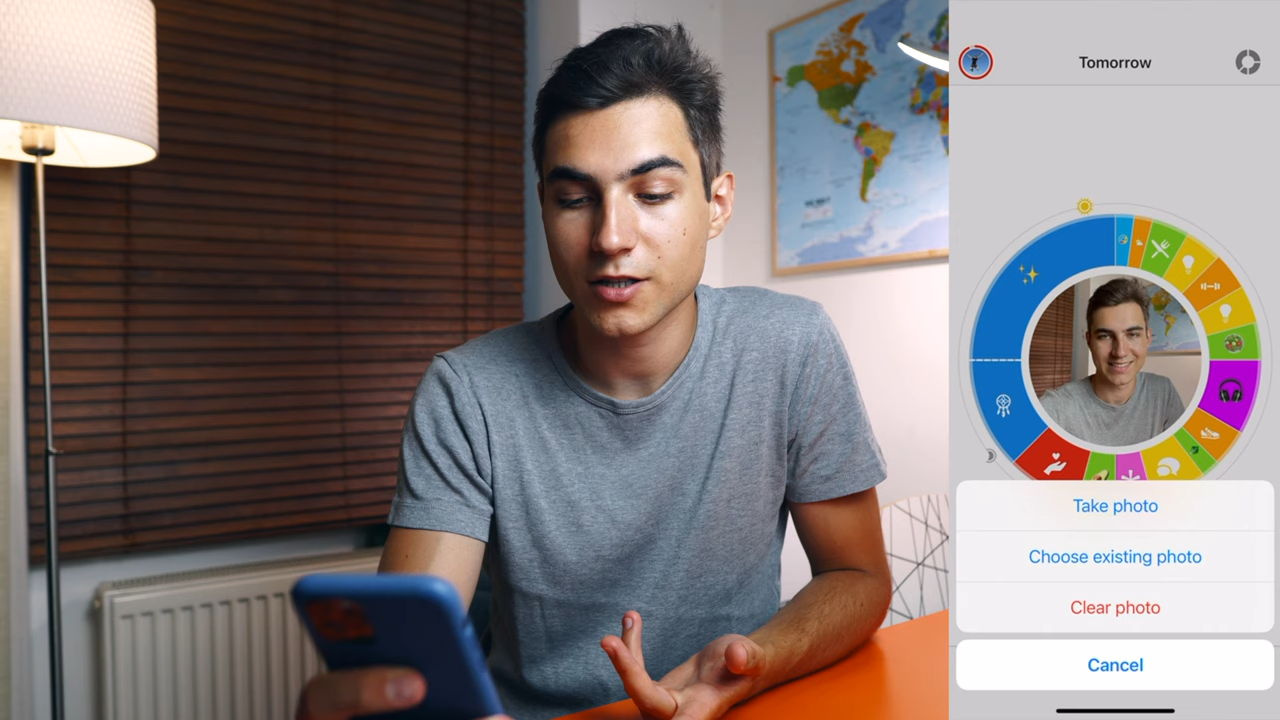 Tomorrow
Take photo
Choose existing photo
Clear photo
Cancel